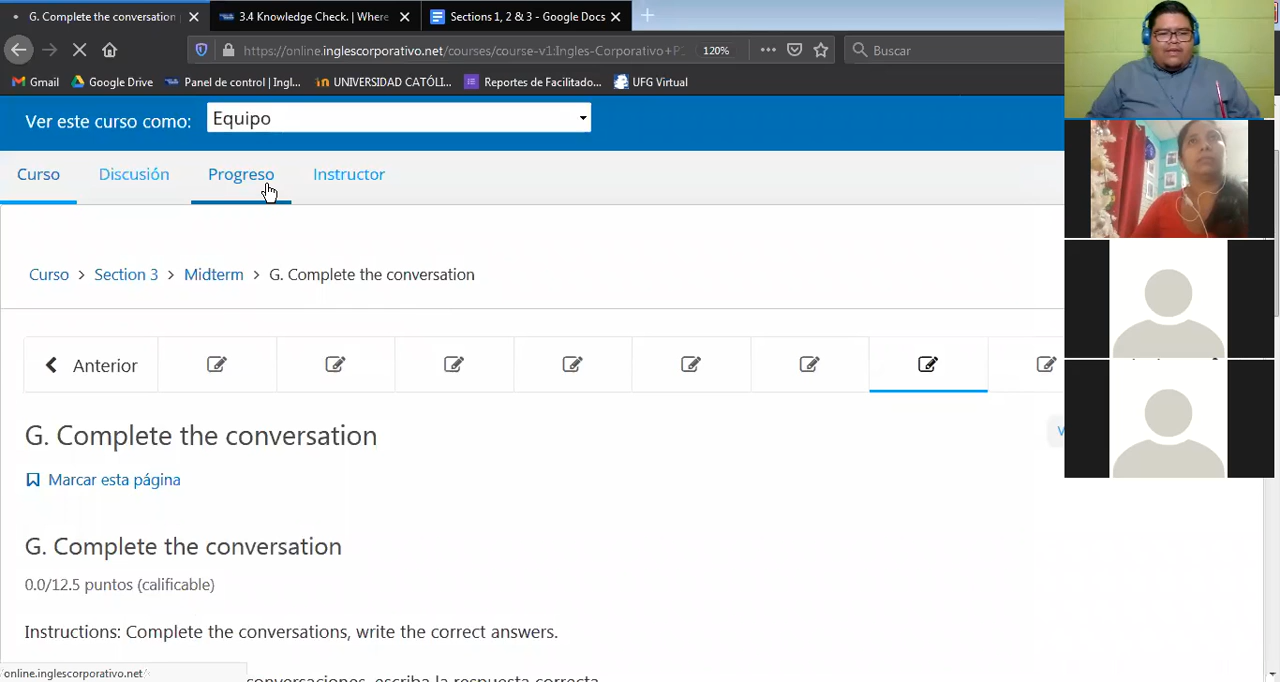 G. Complete the conversation
3.4 Knowledge Check. | Where
Sections 1, 2 & 3 - Google Docs
https://online.inglescorporativo.net/courses/course-v1:Ingles-Corporativo+P
120%
Buscar
Gmail
Google Drive
Panel de control | Ingl...
UNIVERSIDAD CATÓLI...
Reportes de Facilitado...
UFG Virtual
Ver este curso como:
Equipo
Curso
Discusión
Progreso
Instructor
Curso > Section 3 > Midterm > G. Complete the conversation
Anterior
G. Complete the conversation
Marcar esta página
G. Complete the conversation
0.0/12.5 puntos (calificable)
Instructions: Complete the conversations, write the correct answers.
/online.inglescorporativo.net/
conversaciones, escriba la respuesta correcta